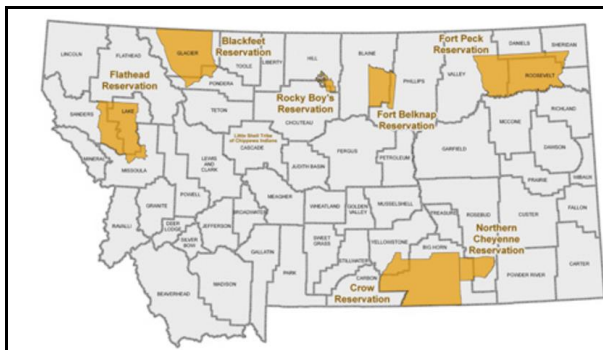 Blackfeet
Reservation
Fort Peck
Reservation
LINCOLN
FLATHEAD
GLACIER
TOOLE
LIBERTY
HILL
BLAINE
PHILLIPS
VALLEY
DANIELS
SHERIDAN
ROOSEVELT
Flathead
Reservation
PONDERA
Rocky Boy's
Reservation
Fort Belknap
Reservation
SANDERS
LAKE
TETON
CHOUTEAU
RICHLAND
MCCONE
Little Shell Tribe
of Chippewa Indians
CASCADE
MINERAL
MISSOULA
LEWIS
AND
CLARK
JUDITH BASIN
FERGUS
PETROLEUM
GARFIELD
DAWSON
PRAIRIE
WIBAUX
POWELL
GRANITE
MEAGHER
WHEATLAND
GOLDEN
VALLEY
MUSSELSHELL
TREASURE
ROSEBUD
CUSTER
FALLON
RAVALLI
DEER
LODGE
JEFFERSON
BROADWATER
SILVER
BOW
GALLATIN
PARK
SWEET
GRASS
STILLWATER
YELLOWSTONE
BIG HORN
Northern
Cheyenne
Reservation
CARBON
POWDER RIVER
CARTER
BEAVERHEAD
MADISON
Crow
Reservation